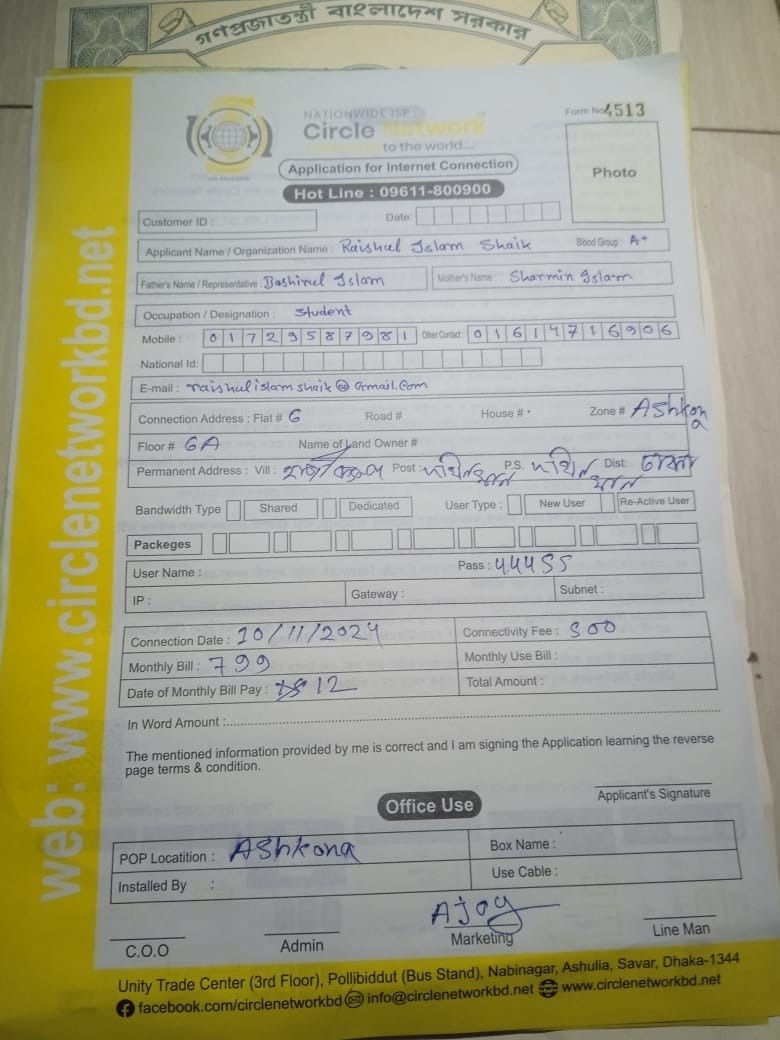 গণপ্রজাতন্ত্রী বাংলাদেশ সরকার
NATIONWIDE ISP
Form No. 4513
Circle Network
to the world...
Application for Internet Connection
Photo
Hot Line : 09611-800900
Customer ID :
Date:
Applicant Name / Organization Name : Raishul Islam Shaik Blood Group : A+
Father's Name / Representative : Bashirul Islam Mother's Name : Sharmin Islam
Occupation / Designation : Student
Mobile : 01729587981 Other Contact : 01614716906
National Id:
E-mail : raishulislamshaik@Gmail.Com
Connection Address : Flat # 6 Road # House # Zone # Ashkona
Floor # 6A Name of Land Owner #
Permanent Address : Vill : Post : দক্ষিনখান P.S. দক্ষিনখান Dist: ঢাকা
Bandwidth Type Shared Dedicated User Type : New User Re-Active User
Packeges
User Name : Pass : 44455
IP : Gateway : Subnet :
Connection Date : 10/11/2024 Connectivity Fee : 500
Monthly Bill : 799 Monthly Use Bill :
Date of Monthly Bill Pay : 12 Total Amount :
In Word Amount :
The mentioned information provided by me is correct and I am signing the Application learning the reverse
page terms & condition.
Applicant's Signature
Office Use
POP Locatition : Ashkona Box Name :
Installed By : Use Cable :
Ajoy
C.O.O Admin Marketing Line Man
Unity Trade Center (3rd Floor), Pollibiddut (Bus Stand), Nabinagar, Ashulia, Savar, Dhaka-1344
facebook.com/circlenetworkbd info@circlenetworkbd.net www.circlenetworkbd.net
web: www.circlenetworkbd.net